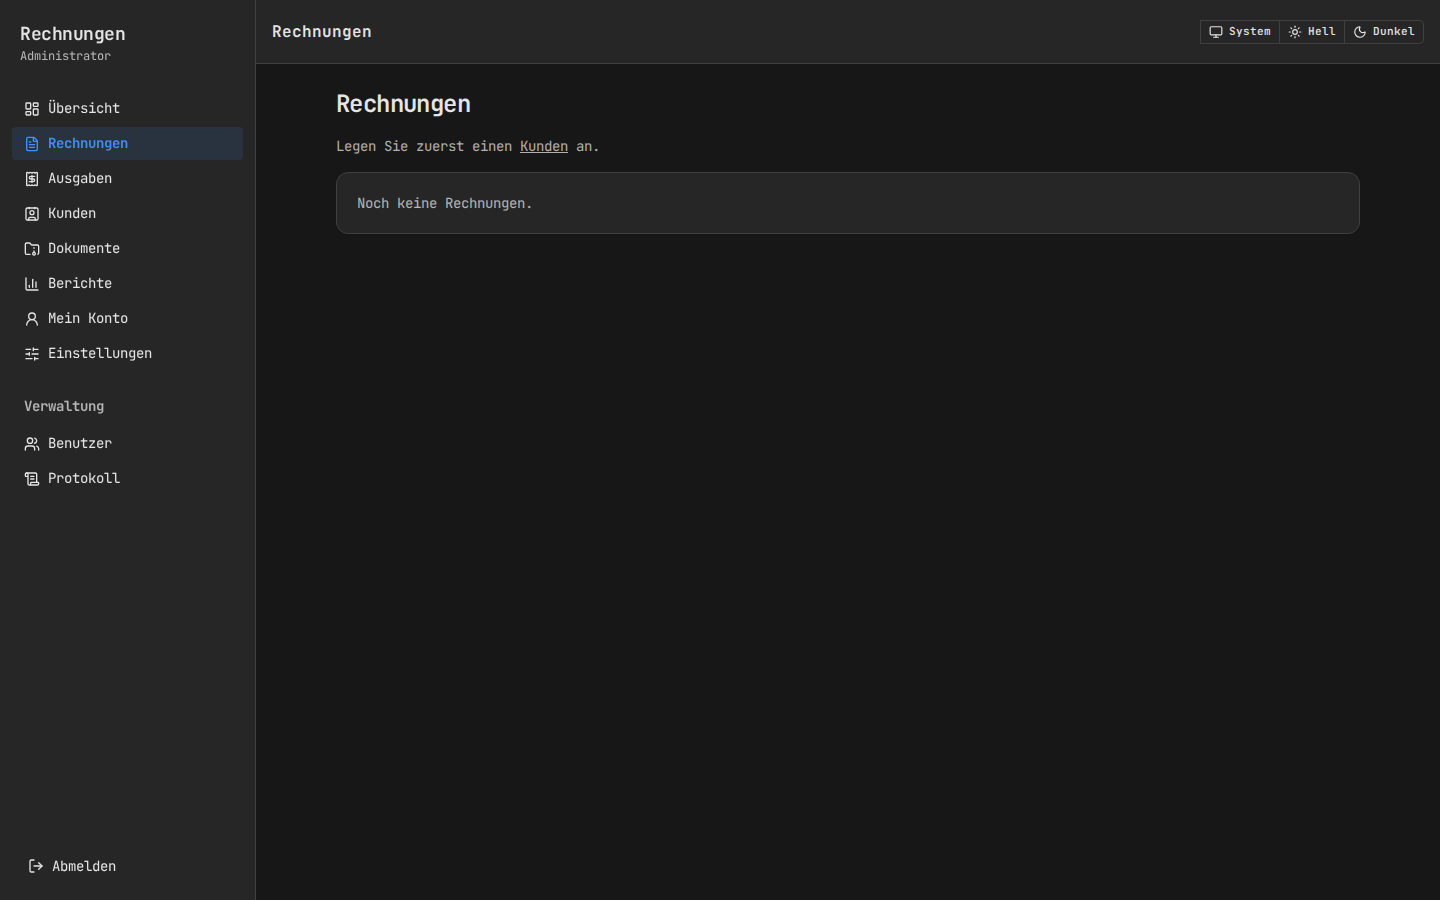 Rechnungen
Administrator
Übersicht
Rechnungen
Ausgaben
Kunden
Dokumente
Berichte
Mein Konto
Einstellungen
Verwaltung
Benutzer
Protokoll
Abmelden
Rechnungen
System Hell Dunkel
Rechnungen
Legen Sie zuerst einen Kunden an.
Noch keine Rechnungen.